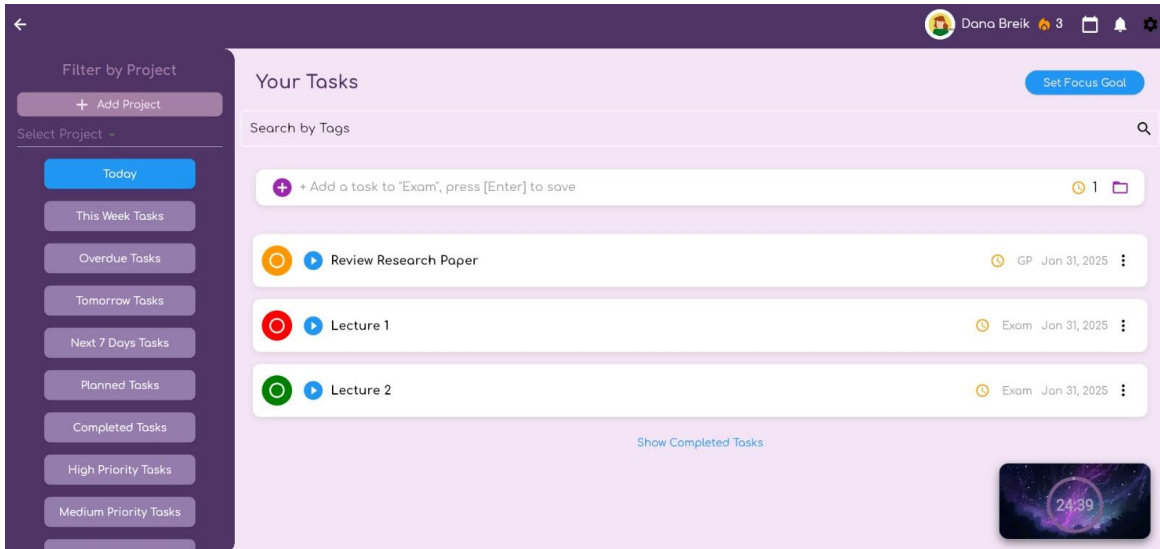 Dana Breik 3
Filter by Project
+ Add Project
Select Project
Today
This Week Tasks
Overdue Tasks
Tomorrow Tasks
Next 7 Days Tasks
Planned Tasks
Completed Tasks
High Priority Tasks
Medium Priority Tasks
Your Tasks
Set Focus Goal
Search by Tags
+ Add a task to "Exam", press [Enter] to save
1
Review Research Paper GP Jan 31, 2025
Lecture 1 Exam Jan 31, 2025
Lecture 2 Exam Jan 31, 2025
Show Completed Tasks
24:39